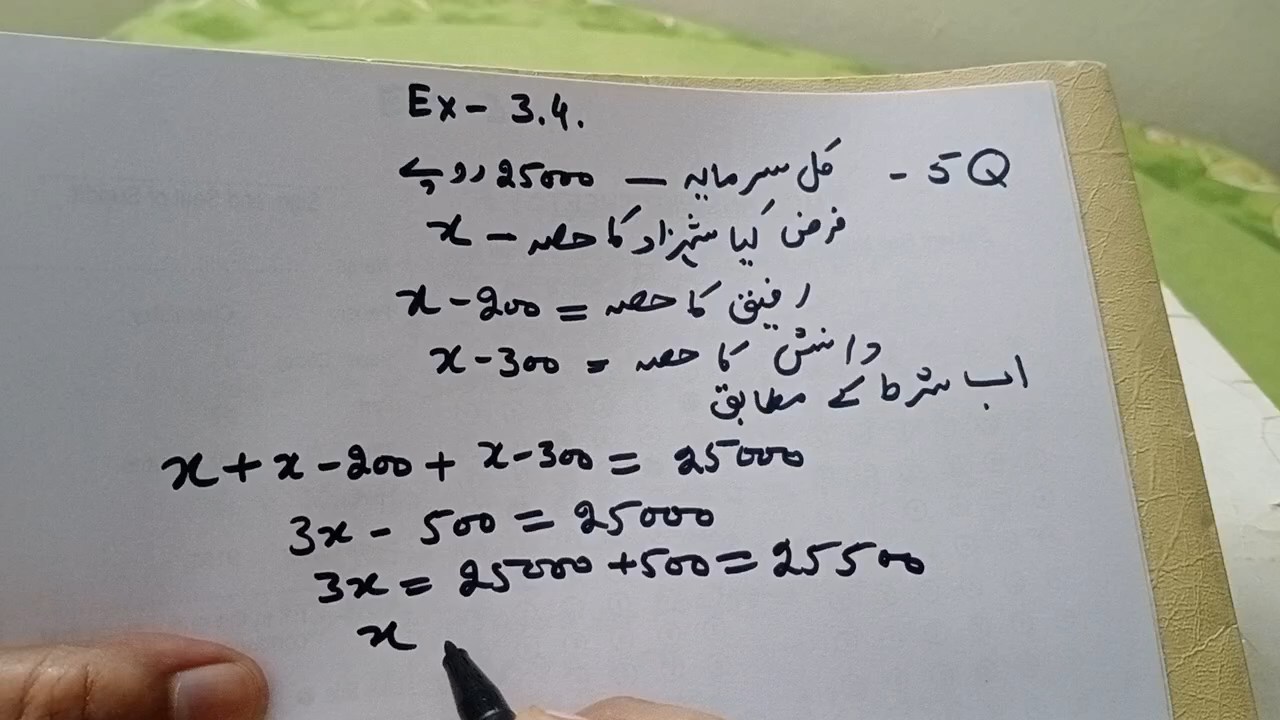 Ex- 3.4.
5Q - کل سرمایہ — 25000 روپے
فرض کیا شہزاد کا حصہ - x
رفیق کا حصہ = x-200
دانش کا حصہ = x-300
اب شرط کے مطابق
x+x-200+x-300=25000
3x-500=25000
3x=25000+500=25500
x